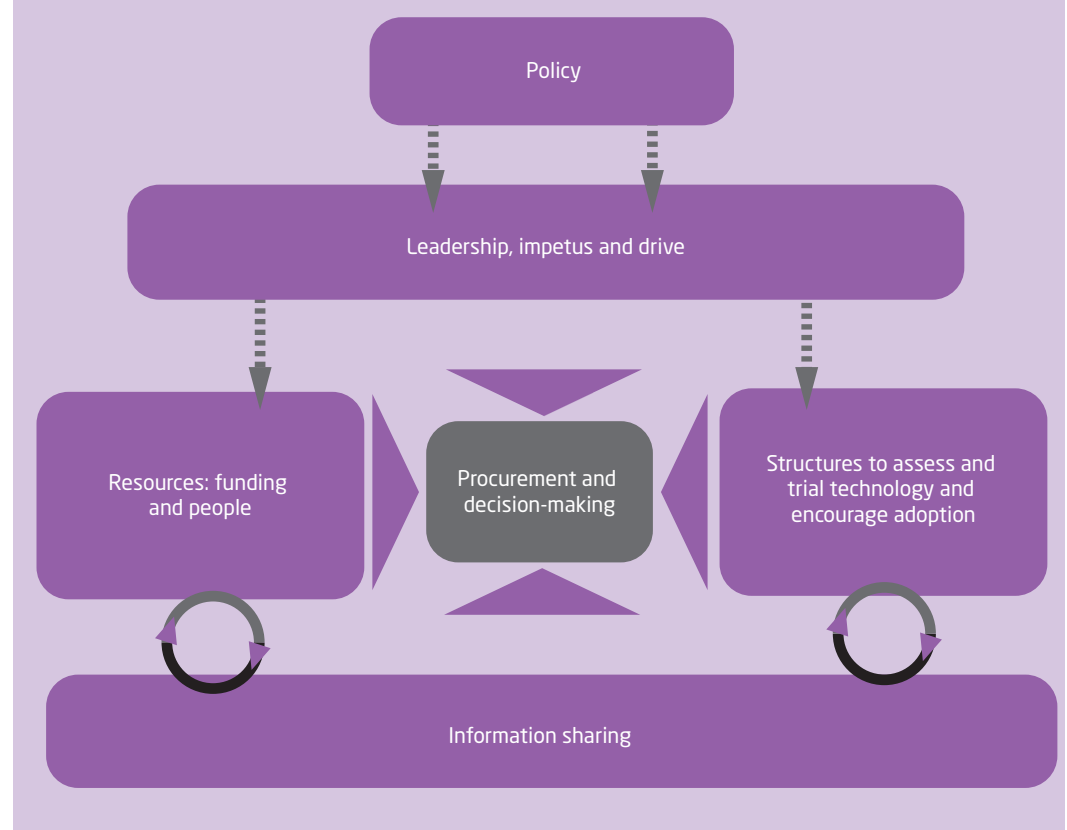 Policy
Leadership, impetus and drive
Resources: funding
and people
Procurement and
decision-making
Structures to assess and
trial technology and
encourage adoption
Information sharing